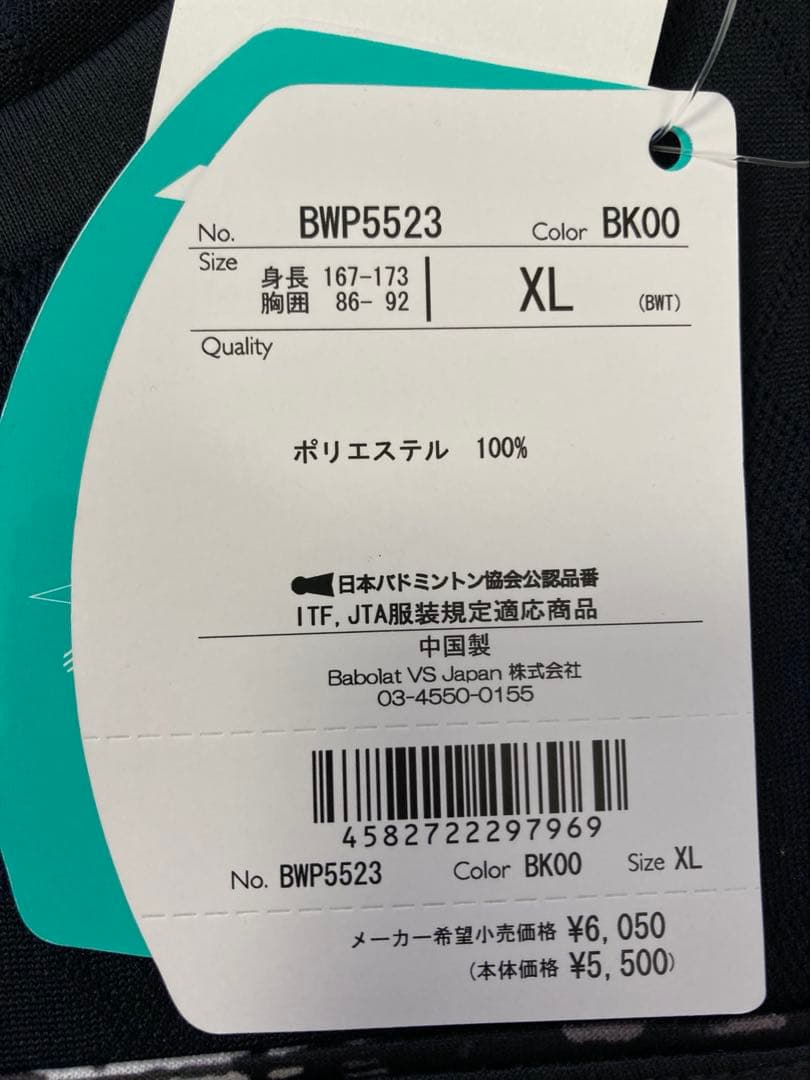 No. BWP5523 Color BK00
Size 身長 167-173 XL (BWT)
胸囲 86- 92
Quality
ポリエステル 100%
日本バドミントン協会公認品番
ITF, JTA服装規定適応商品
中国製
Babolat VS Japan 株式会社
03-4550-0155
4582722297969
No. BWP5523 Color BK00 Size XL
メーカー希望小売価格 ¥6,050
(本体価格 ¥5,500)